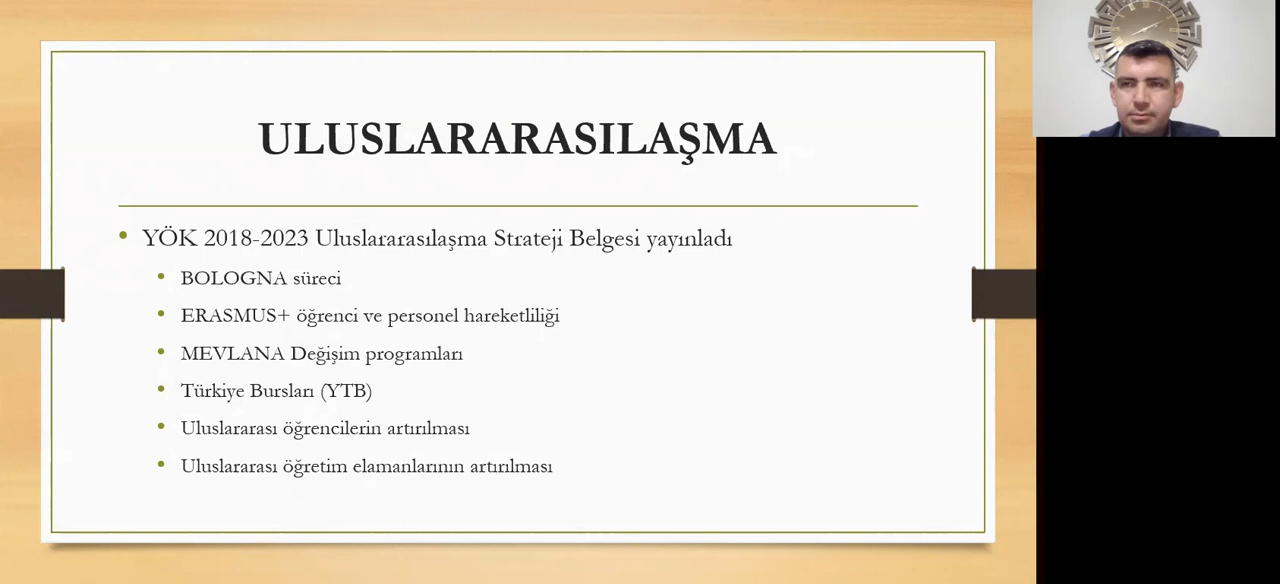 ULUSLARARASILAŞMA
YÖK 2018-2023 Uluslararasılaşma Strateji Belgesi yayınladı
BOLOGNA süreci
ERASMUS+ öğrenci ve personel hareketliliği
MEVLANA Değişim programları
Türkiye Bursları (YTB)
Uluslararası öğrencilerin artırılması
Uluslararası öğretim elamanlarının artırılması